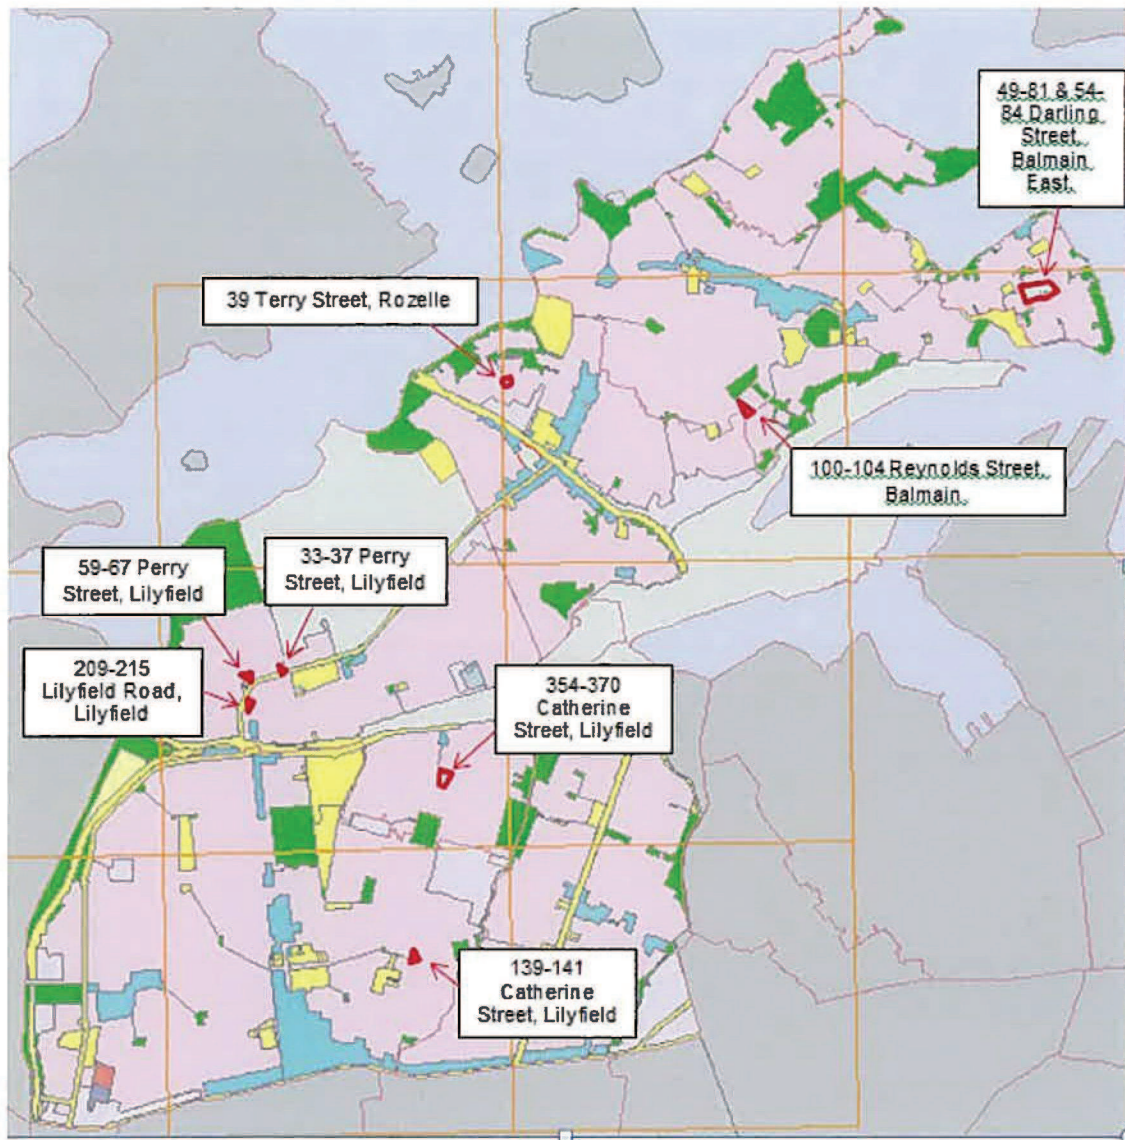 49-81 & 54-
84 Darling
Street,
Balmain
East.
39 Terry Street, Rozelle
100-104 Reynolds Street,
Balmain.
59-67 Perry
Street, Lilyfield
33-37 Perry
Street, Lilyfield
209-215
Lilyfield Road,
Lilyfield
354-370
Catherine
Street, Lilyfield
139-141
Catherine
Street, Lilyfield